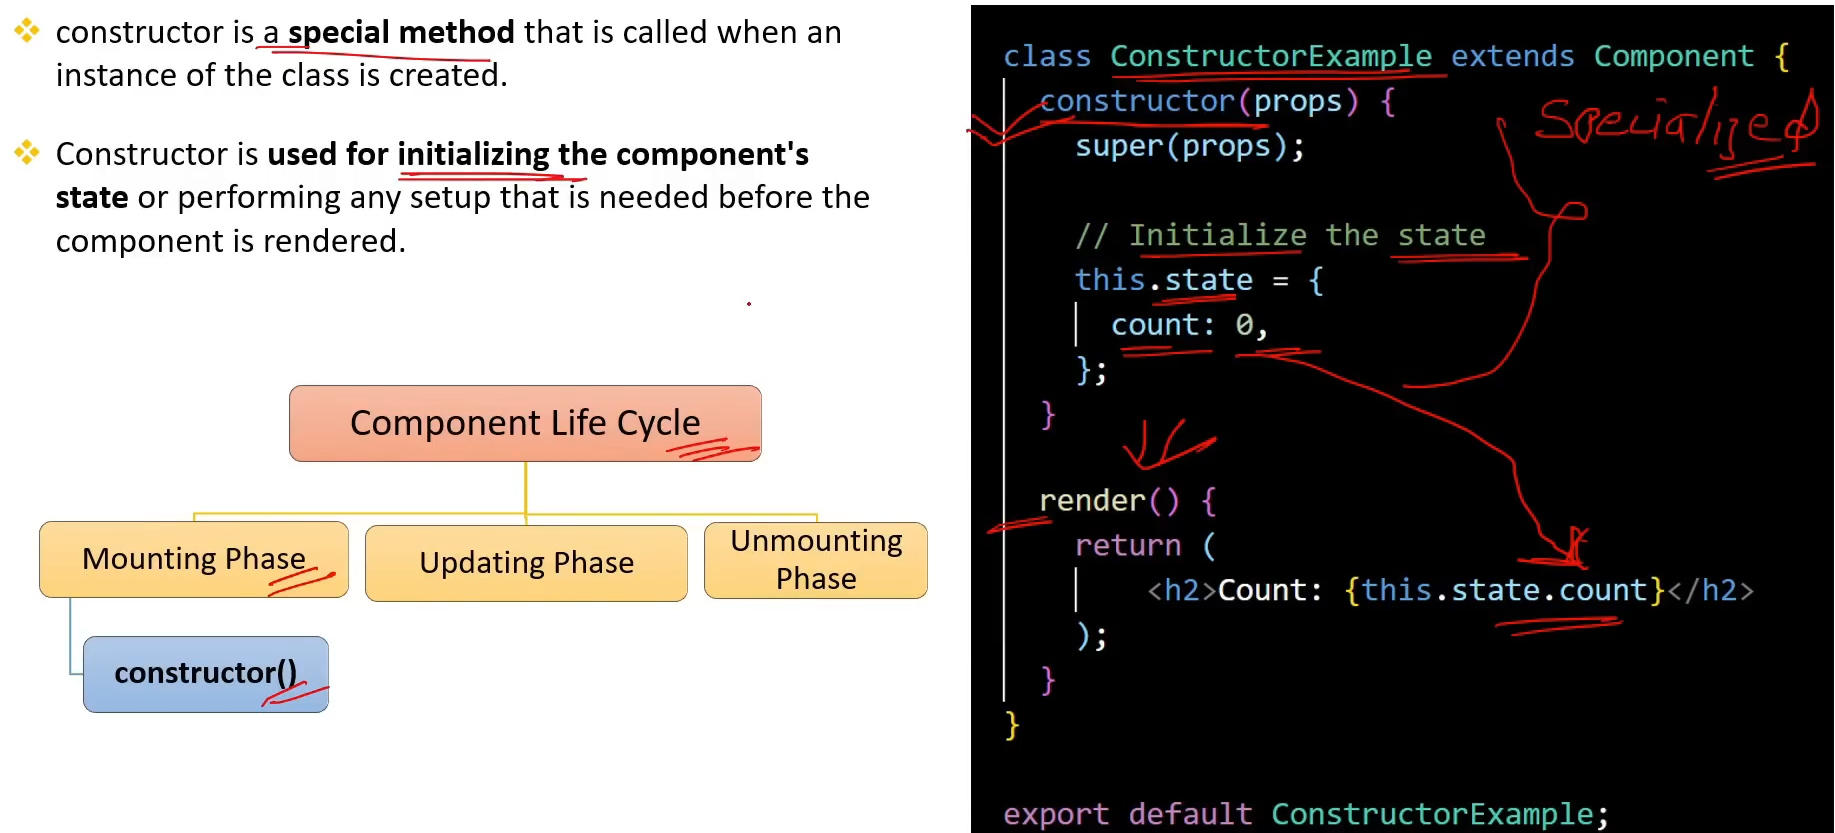 constructor is a special method that is called when an
instance of the class is created.
Constructor is used for initializing the component's
state or performing any setup that is needed before the
component is rendered.
Component Life Cycle
Mounting Phase
Updating Phase
Unmounting
Phase
constructor()
class ConstructorExample extends Component {
constructor(props) {
super(props);
Specialized
// Initialize the state
this.state = {
count: 0,
};
}
render() {
return (
<h2>Count: {this.state.count}</h2>
);
}
}
export default ConstructorExample;